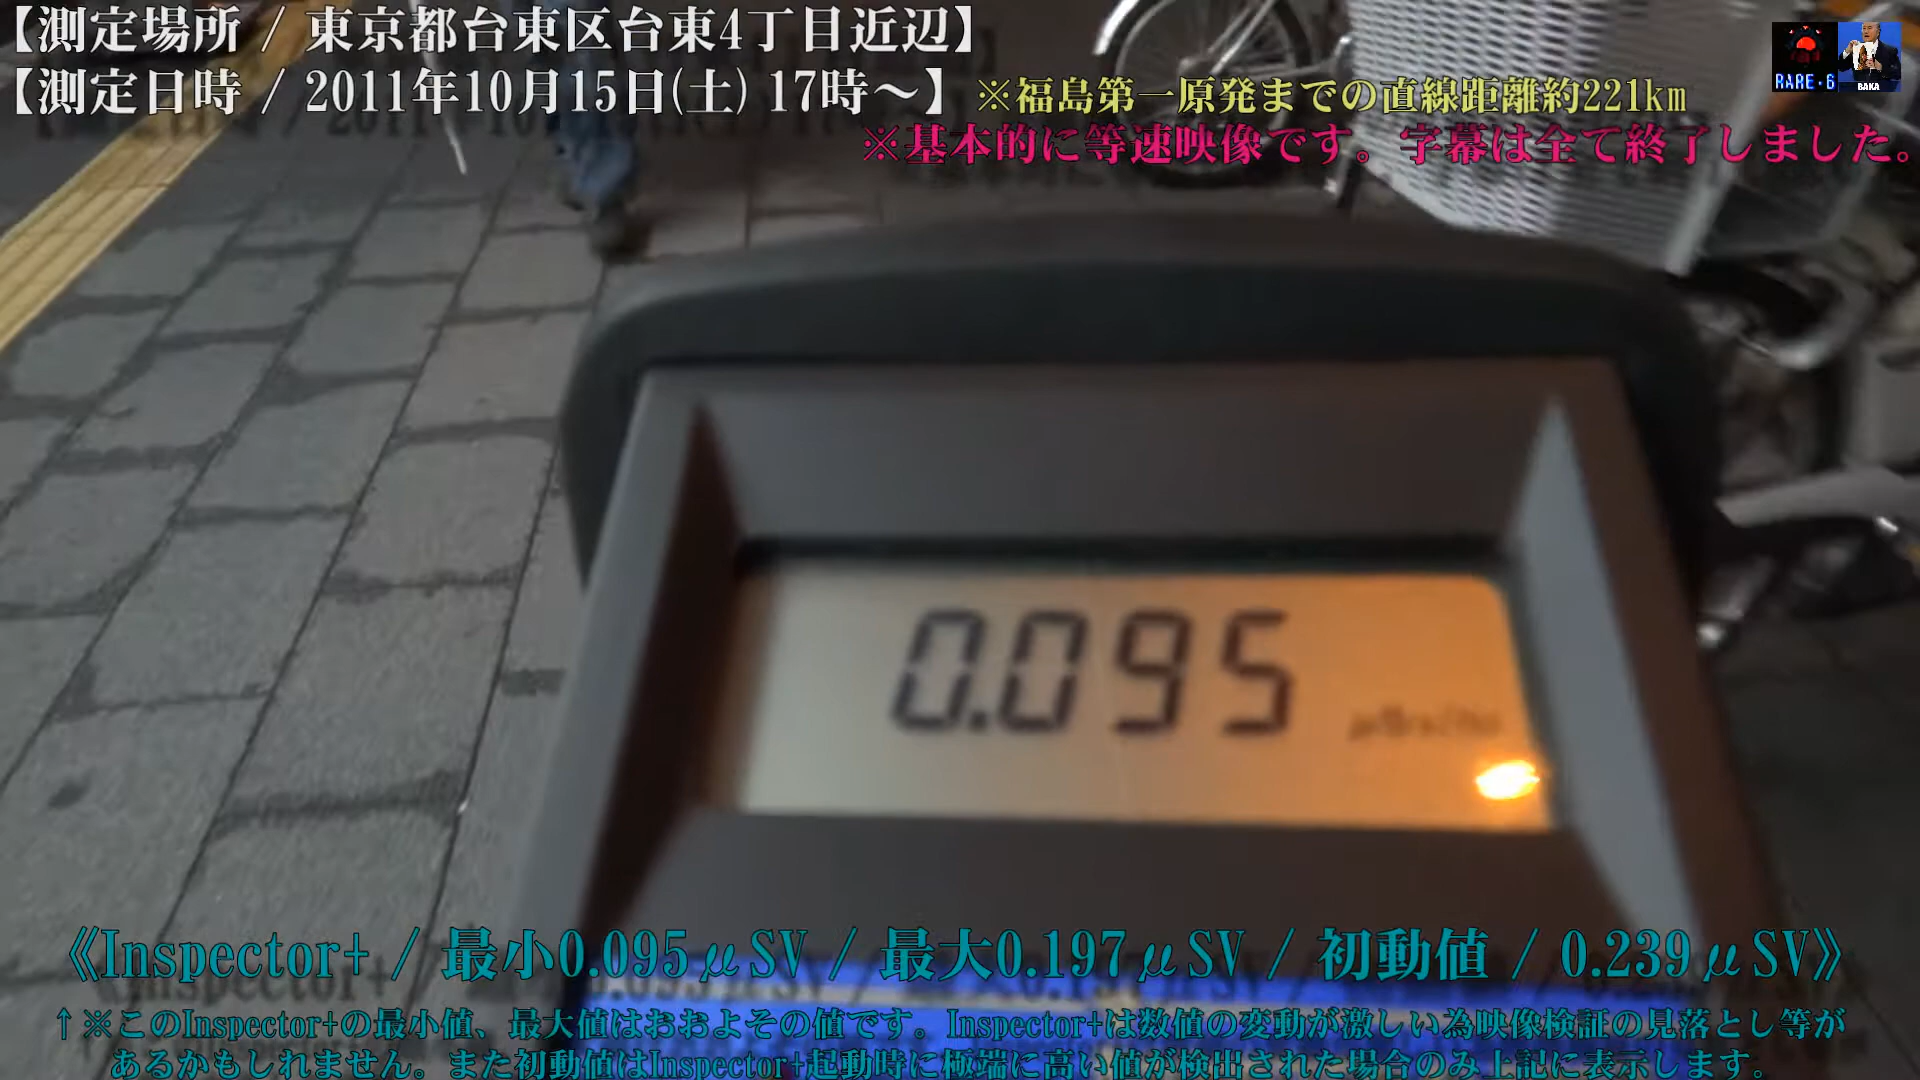 【測定場所 / 東京都台東区台東4丁目近辺】
【測定日時 / 2011年10月15日(土) 17時～】※福島第一原発までの直線距離約221km
※基本的に等速映像です。字幕は全て終了しました。
RARE・6
BAKA
0.095
《Inspector+ / 最小0.095μSV / 最大0.197μSV / 初動値 / 0.239μSV》
↑※このInspector+の最小値、最大値はおおよその値です。Inspector+は数値の変動が激しい為映像検証の見落とし等が
あるかもしれません。また初動値はInspector+起動時に極端に高い値が検出された場合のみ上記に表示します。